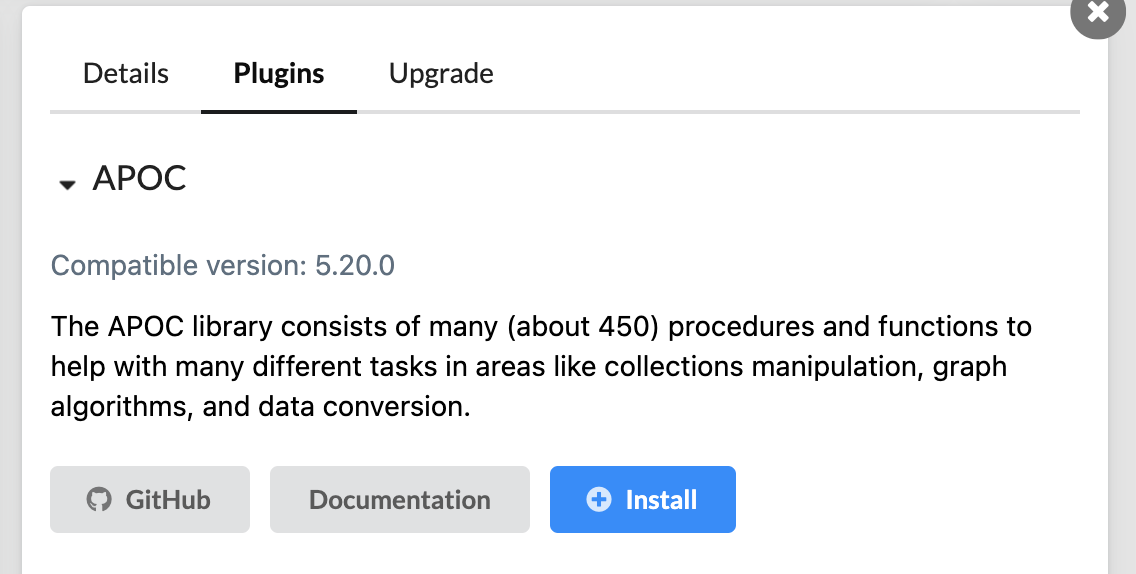 Details Plugins Upgrade
APOC
Compatible version: 5.20.0
The APOC library consists of many (about 450) procedures and functions to
help with many different tasks in areas like collections manipulation, graph
algorithms, and data conversion.
GitHub Documentation Install